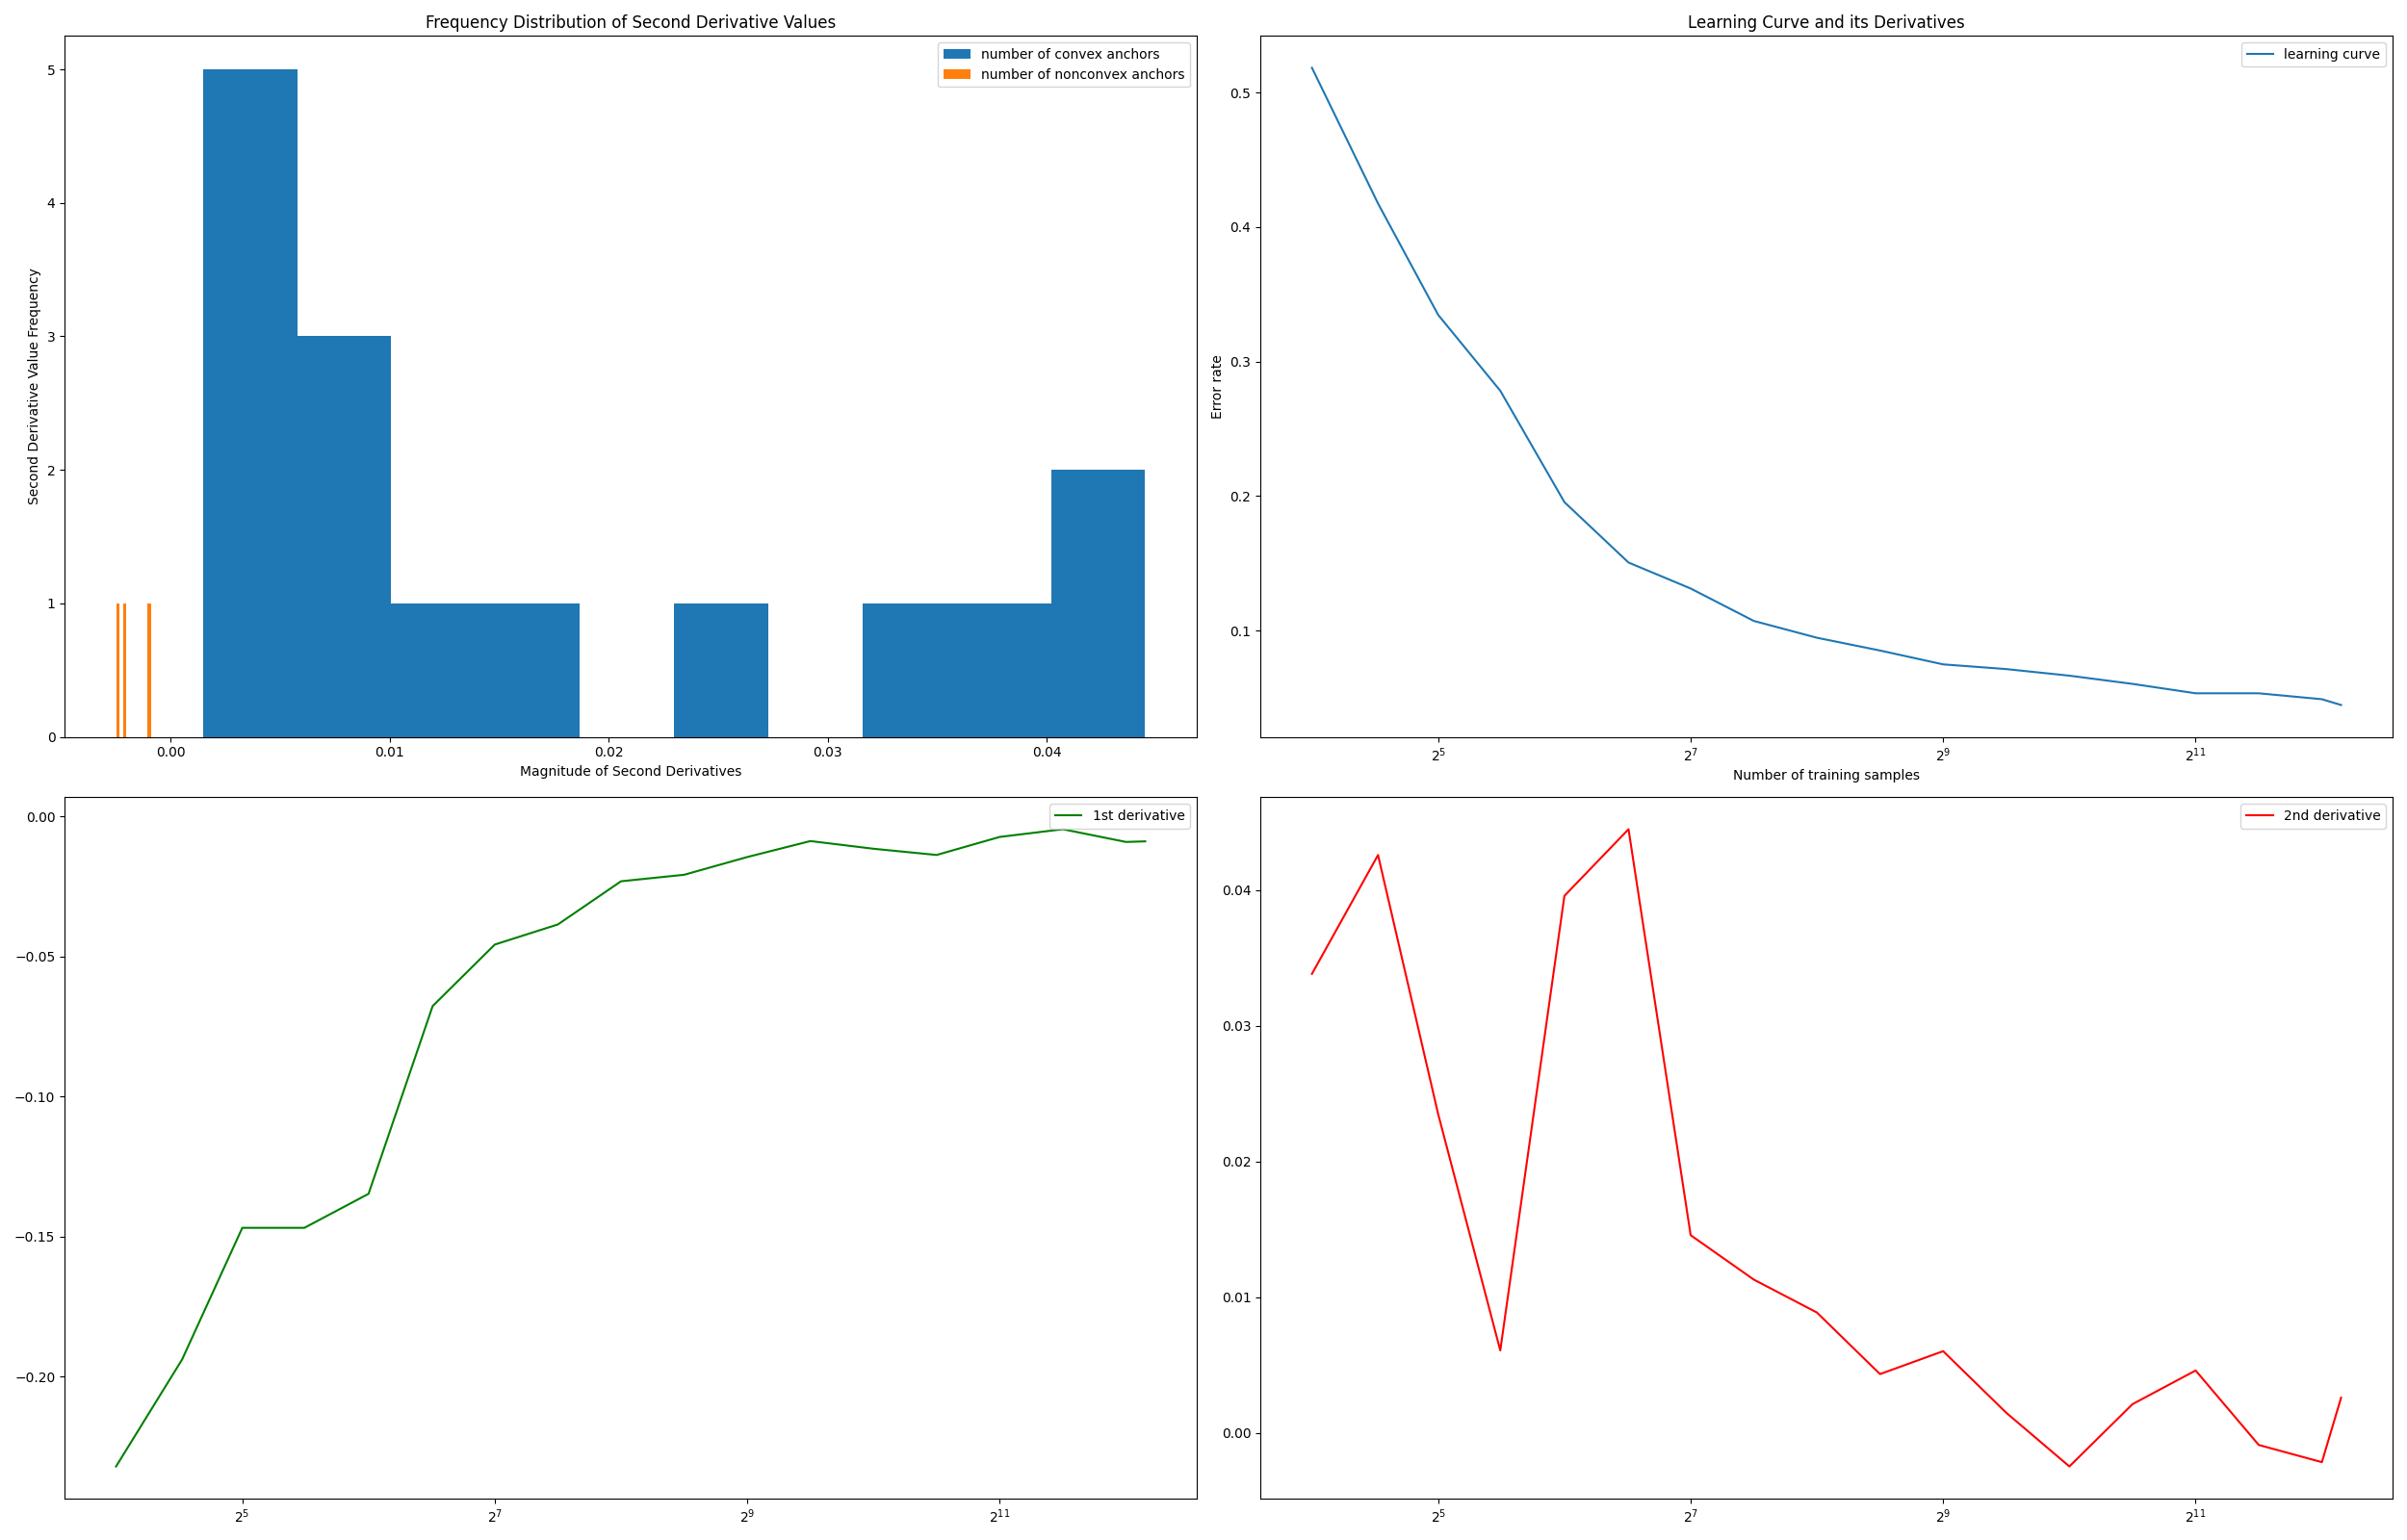 Frequency Distribution of Second Derivative Values
number of convex anchors
number of nonconvex anchors
Second Derivative Value Frequency
5
4
3
2
1
0
0.00 0.01 0.02 0.03 0.04
Magnitude of Second Derivatives
Learning Curve and its Derivatives
learning curve
Error rate
0.5
0.4
0.3
0.2
0.1
2^5 2^7 2^9 2^11
Number of training samples
1st derivative
0.00
−0.05
−0.10
−0.15
−0.20
2^5 2^7 2^9 2^11
2nd derivative
0.04
0.03
0.02
0.01
0.00
2^5 2^7 2^9 2^11